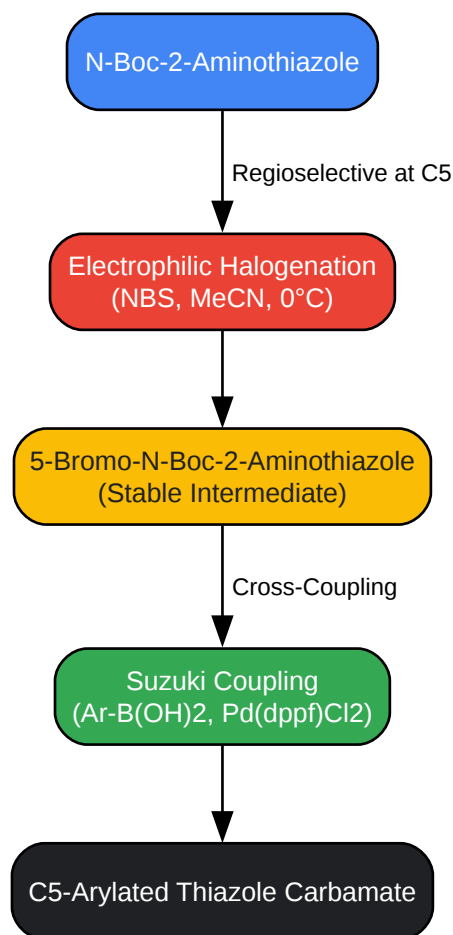 N-Boc-2-Aminothiazole
Regioselective at C5
Electrophilic Halogenation
(NBS, MeCN, 0°C)
5-Bromo-N-Boc-2-Aminothiazole
(Stable Intermediate)
Cross-Coupling
Suzuki Coupling
(Ar-B(OH)2, Pd(dppf)Cl2)
C5-Arylated Thiazole Carbamate